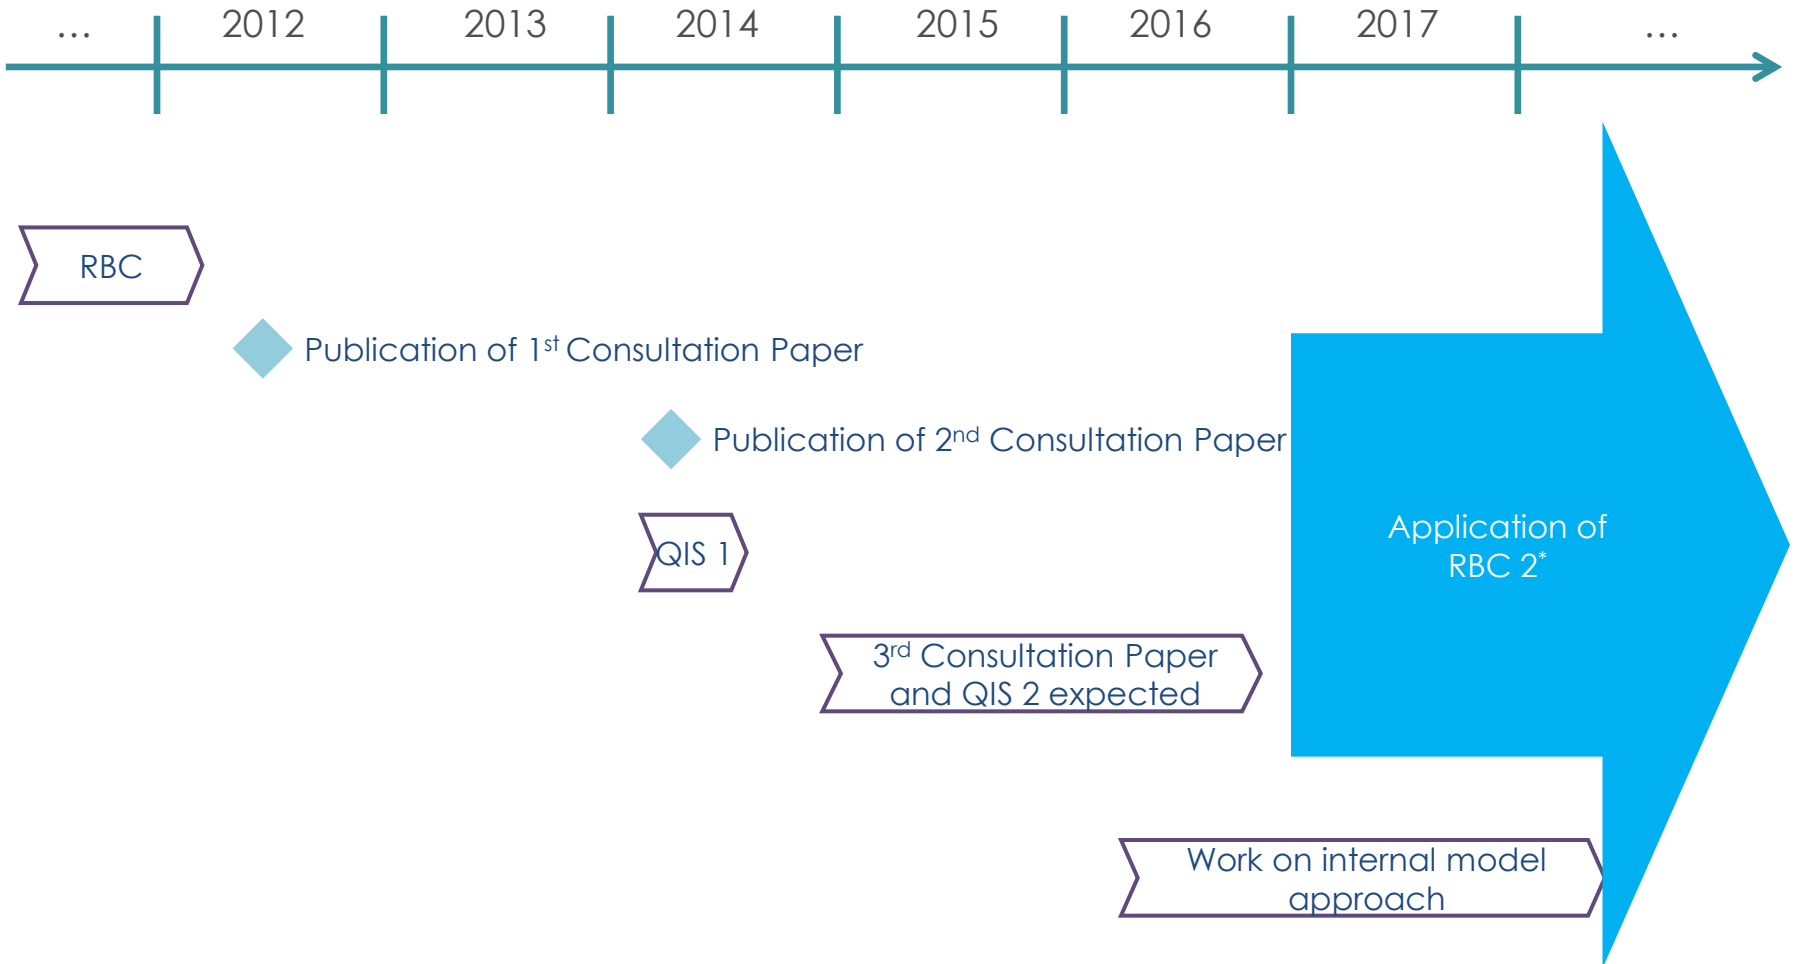 ... 2012 2013 2014 2015 2016 2017 ...
RBC
Publication of 1st Consultation Paper
Publication of 2nd Consultation Paper
QIS 1
Application of
RBC 2*
3rd Consultation Paper
and QIS 2 expected
Work on internal model
approach